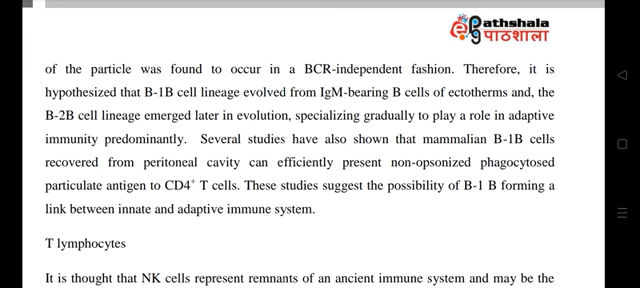 ePathshala
पाठशाला
of the particle was found to occur in a BCR-independent fashion. Therefore, it is
hypothesized that B-1B cell lineage evolved from IgM-bearing B cells of ectotherms and, the
B-2B cell lineage emerged later in evolution, specializing gradually to play a role in adaptive
immunity predominantly. Several studies have also shown that mammalian B-1B cells
recovered from peritoneal cavity can efficiently present non-opsonized phagocytosed
particulate antigen to CD4⁺ T cells. These studies suggest the possibility of B-1 B forming a
link between innate and adaptive immune system.
T lymphocytes
It is thought that NK cells represent remnants of an ancient immune system and may be the